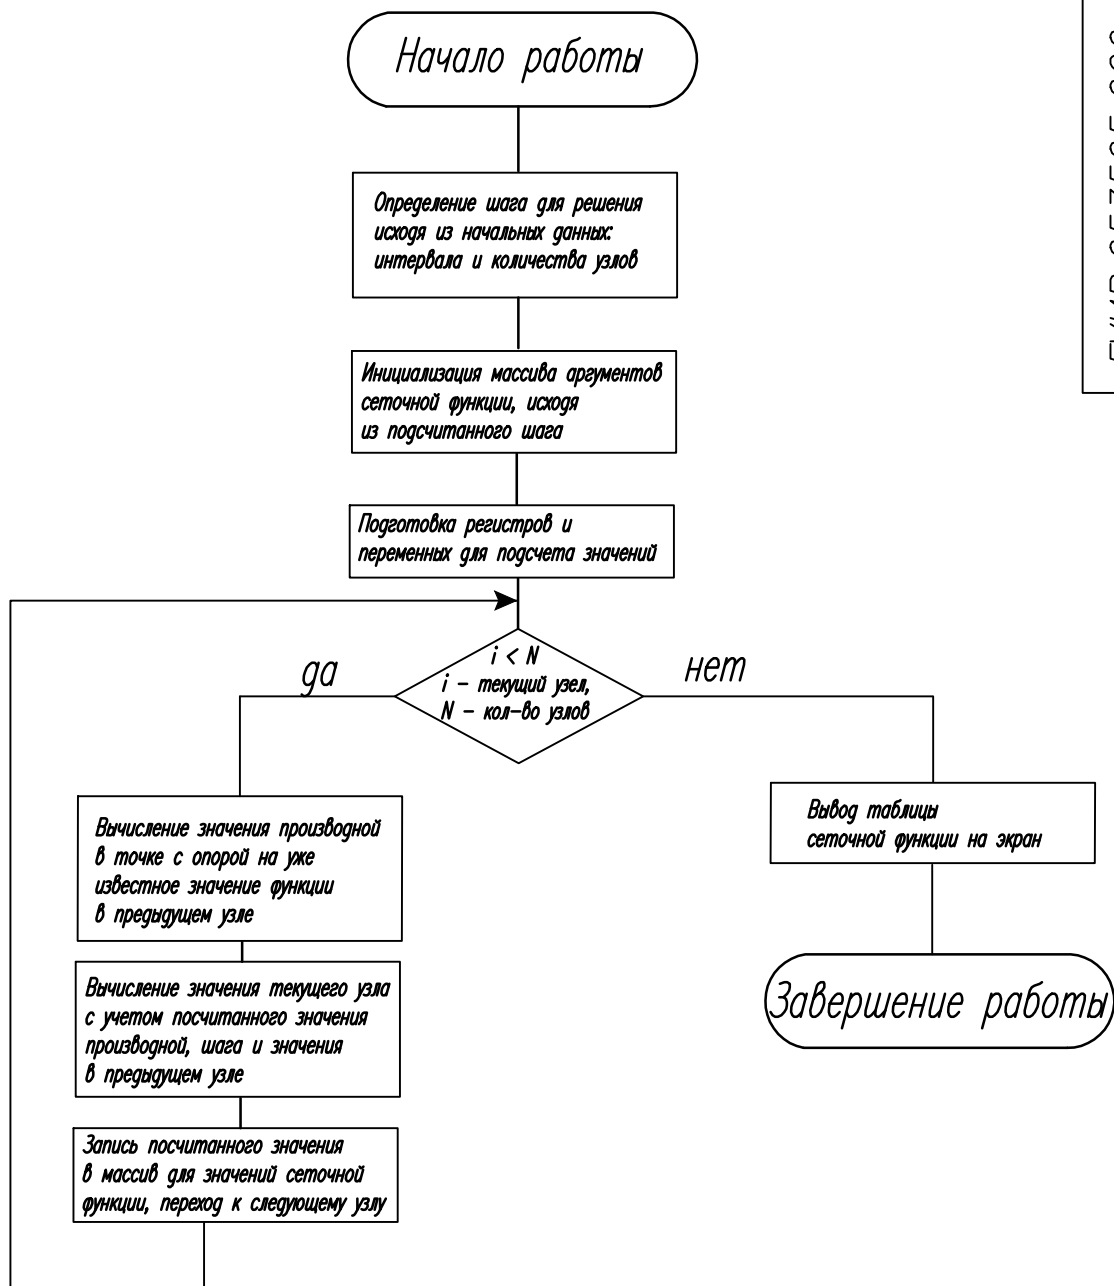 Начало работы
Определение шага для решения
исходя из начальных данных:
интервала и количества узлов
Инициализация массива аргументов
сеточной функции, исходя
из подсчитанного шага
Подготовка регистров и
переменных для подсчета значений
i < N
i - текущий узел,
N - кол-во узлов
да
нет
Вычисление значения производной
в точке с опорой на уже
известное значение функции
в предыдущем узле
Вычисление значения текущего узла
с учетом посчитанного значения
производной, шага и значения
в предыдущем узле
Запись посчитанного значения
в массив для значений сеточной
функции, переход к следующему узлу
Вывод таблицы
сеточной функции на экран
Завершение работы